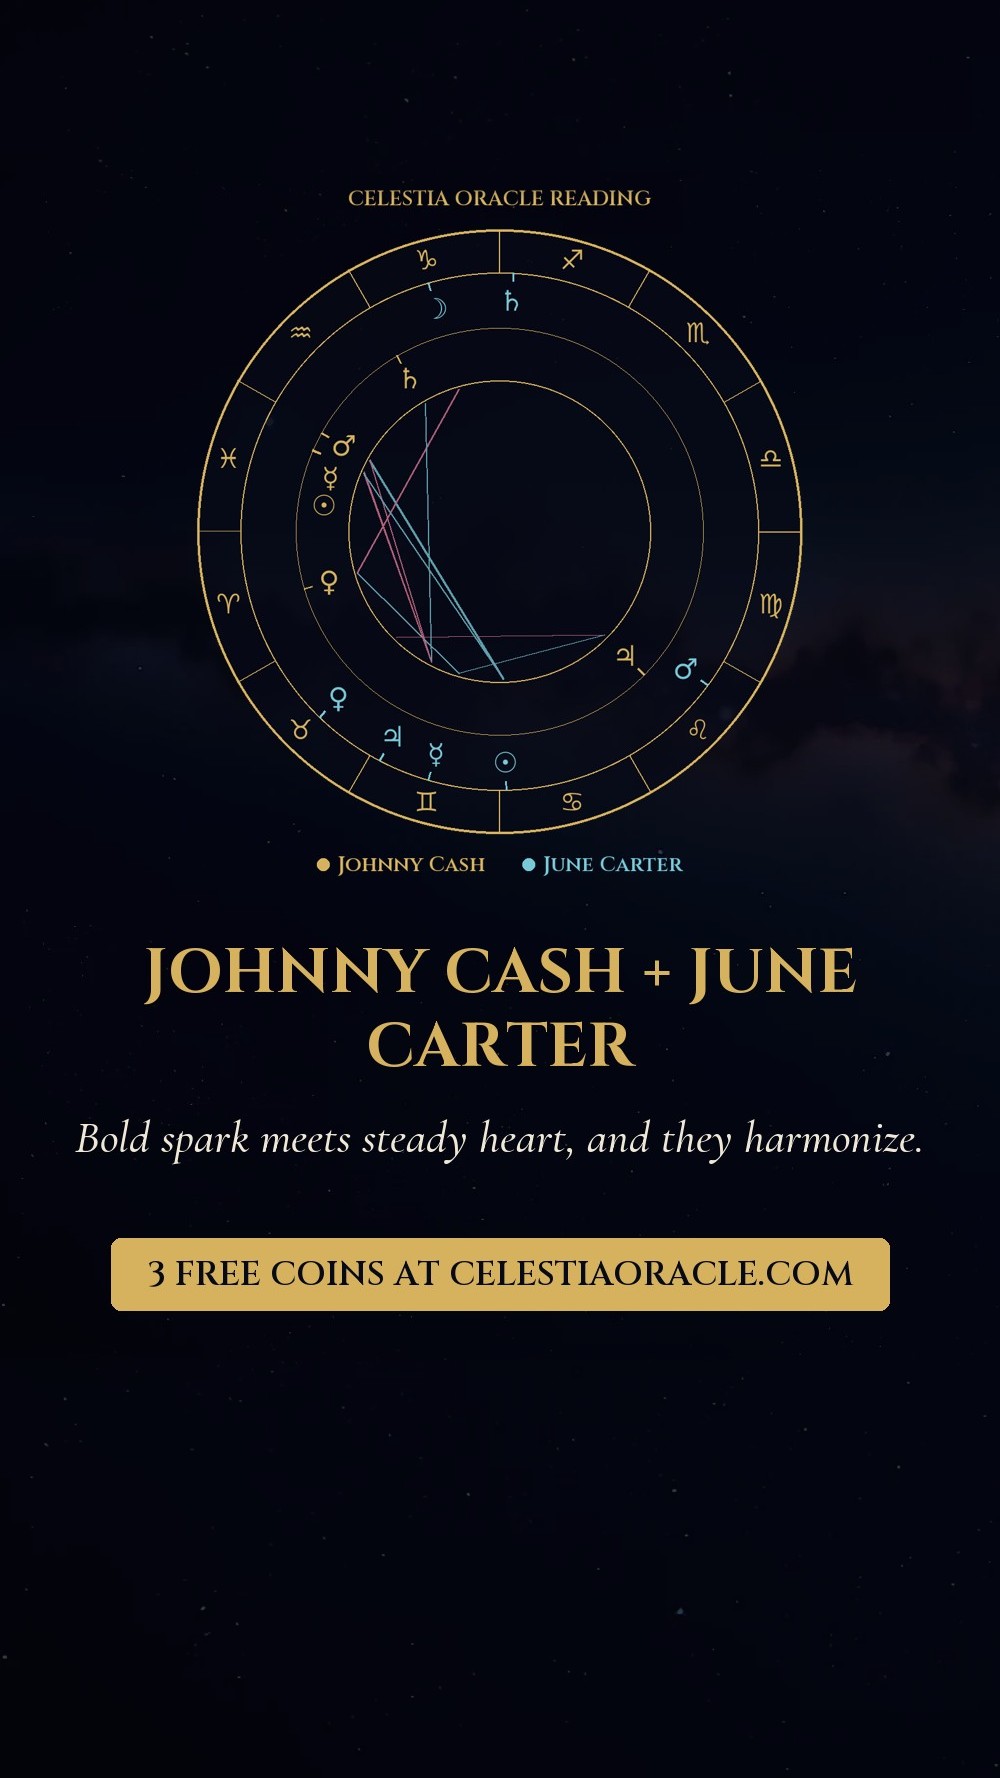 CELESTIA ORACLE READING
Johnny Cash
June Carter
JOHNNY CASH + JUNE
CARTER
Bold spark meets steady heart, and they harmonize.
3 FREE COINS AT CELESTIAORACLE.COM